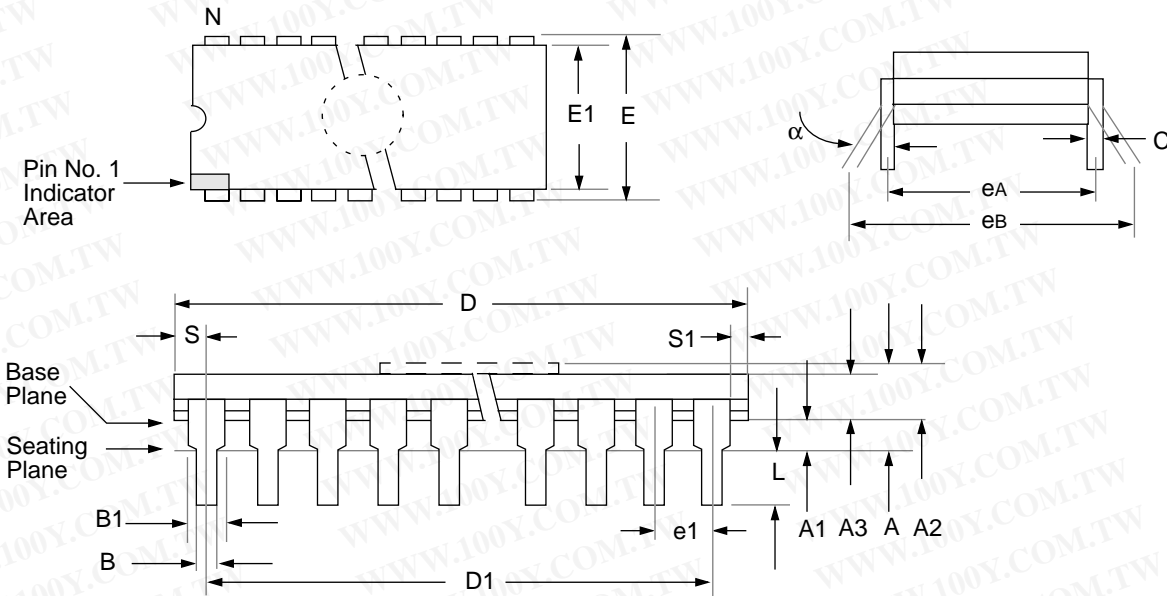 N
E1
E
Pin No. 1
Indicator
Area
α
C
eA
eB
D
S
S1
Base
Plane
Seating
Plane
L
B1
B
e1
A1
A3
A
A2
D1
WWW.100Y.COM.TW